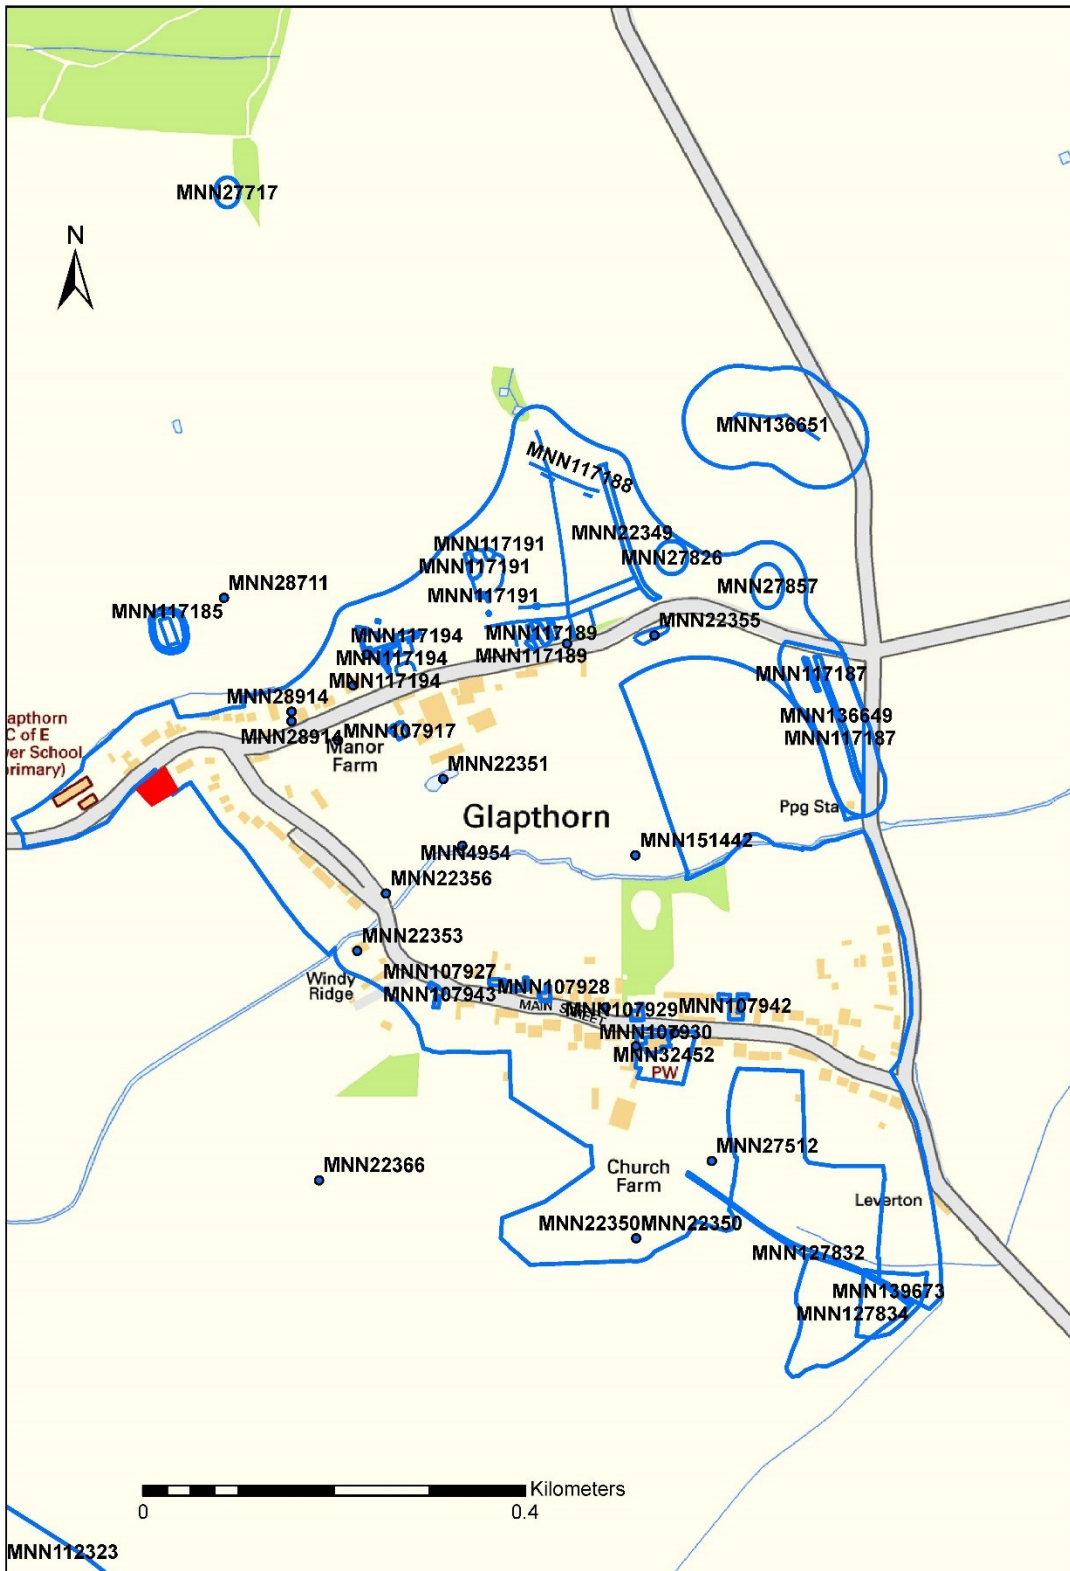 MNN27717
N
MNN136651
MNN117188
MNN22349
MNN117191
MNN27826
MNN117191
MNN28711
MNN27857
MNN117191
MNN117185
MNN22355
MNN117194
MNN117189
MNN117194
MNN117189
MNN117187
MNN117194
MNN28914
MNN136649
apthorn
C of E
ver School
primary)
MNN28914
MNN107917
MNN117187
Manor
Farm
MNN22351
Ppg Sta
Glapthorn
MNN151442
MNN4954
MNN22356
MNN22353
MNN107927
Windy
Ridge
MNN107928
MNN107943
MAIN STREET
MNN107942
MNN107929
MNN107930
MNN32452
PW
MNN27512
MNN22366
Church
Farm
Leverton
MNN22350
MNN22350
MNN127832
MNN139673
MNN127834
Kilometers
0
0.4
MNN112323